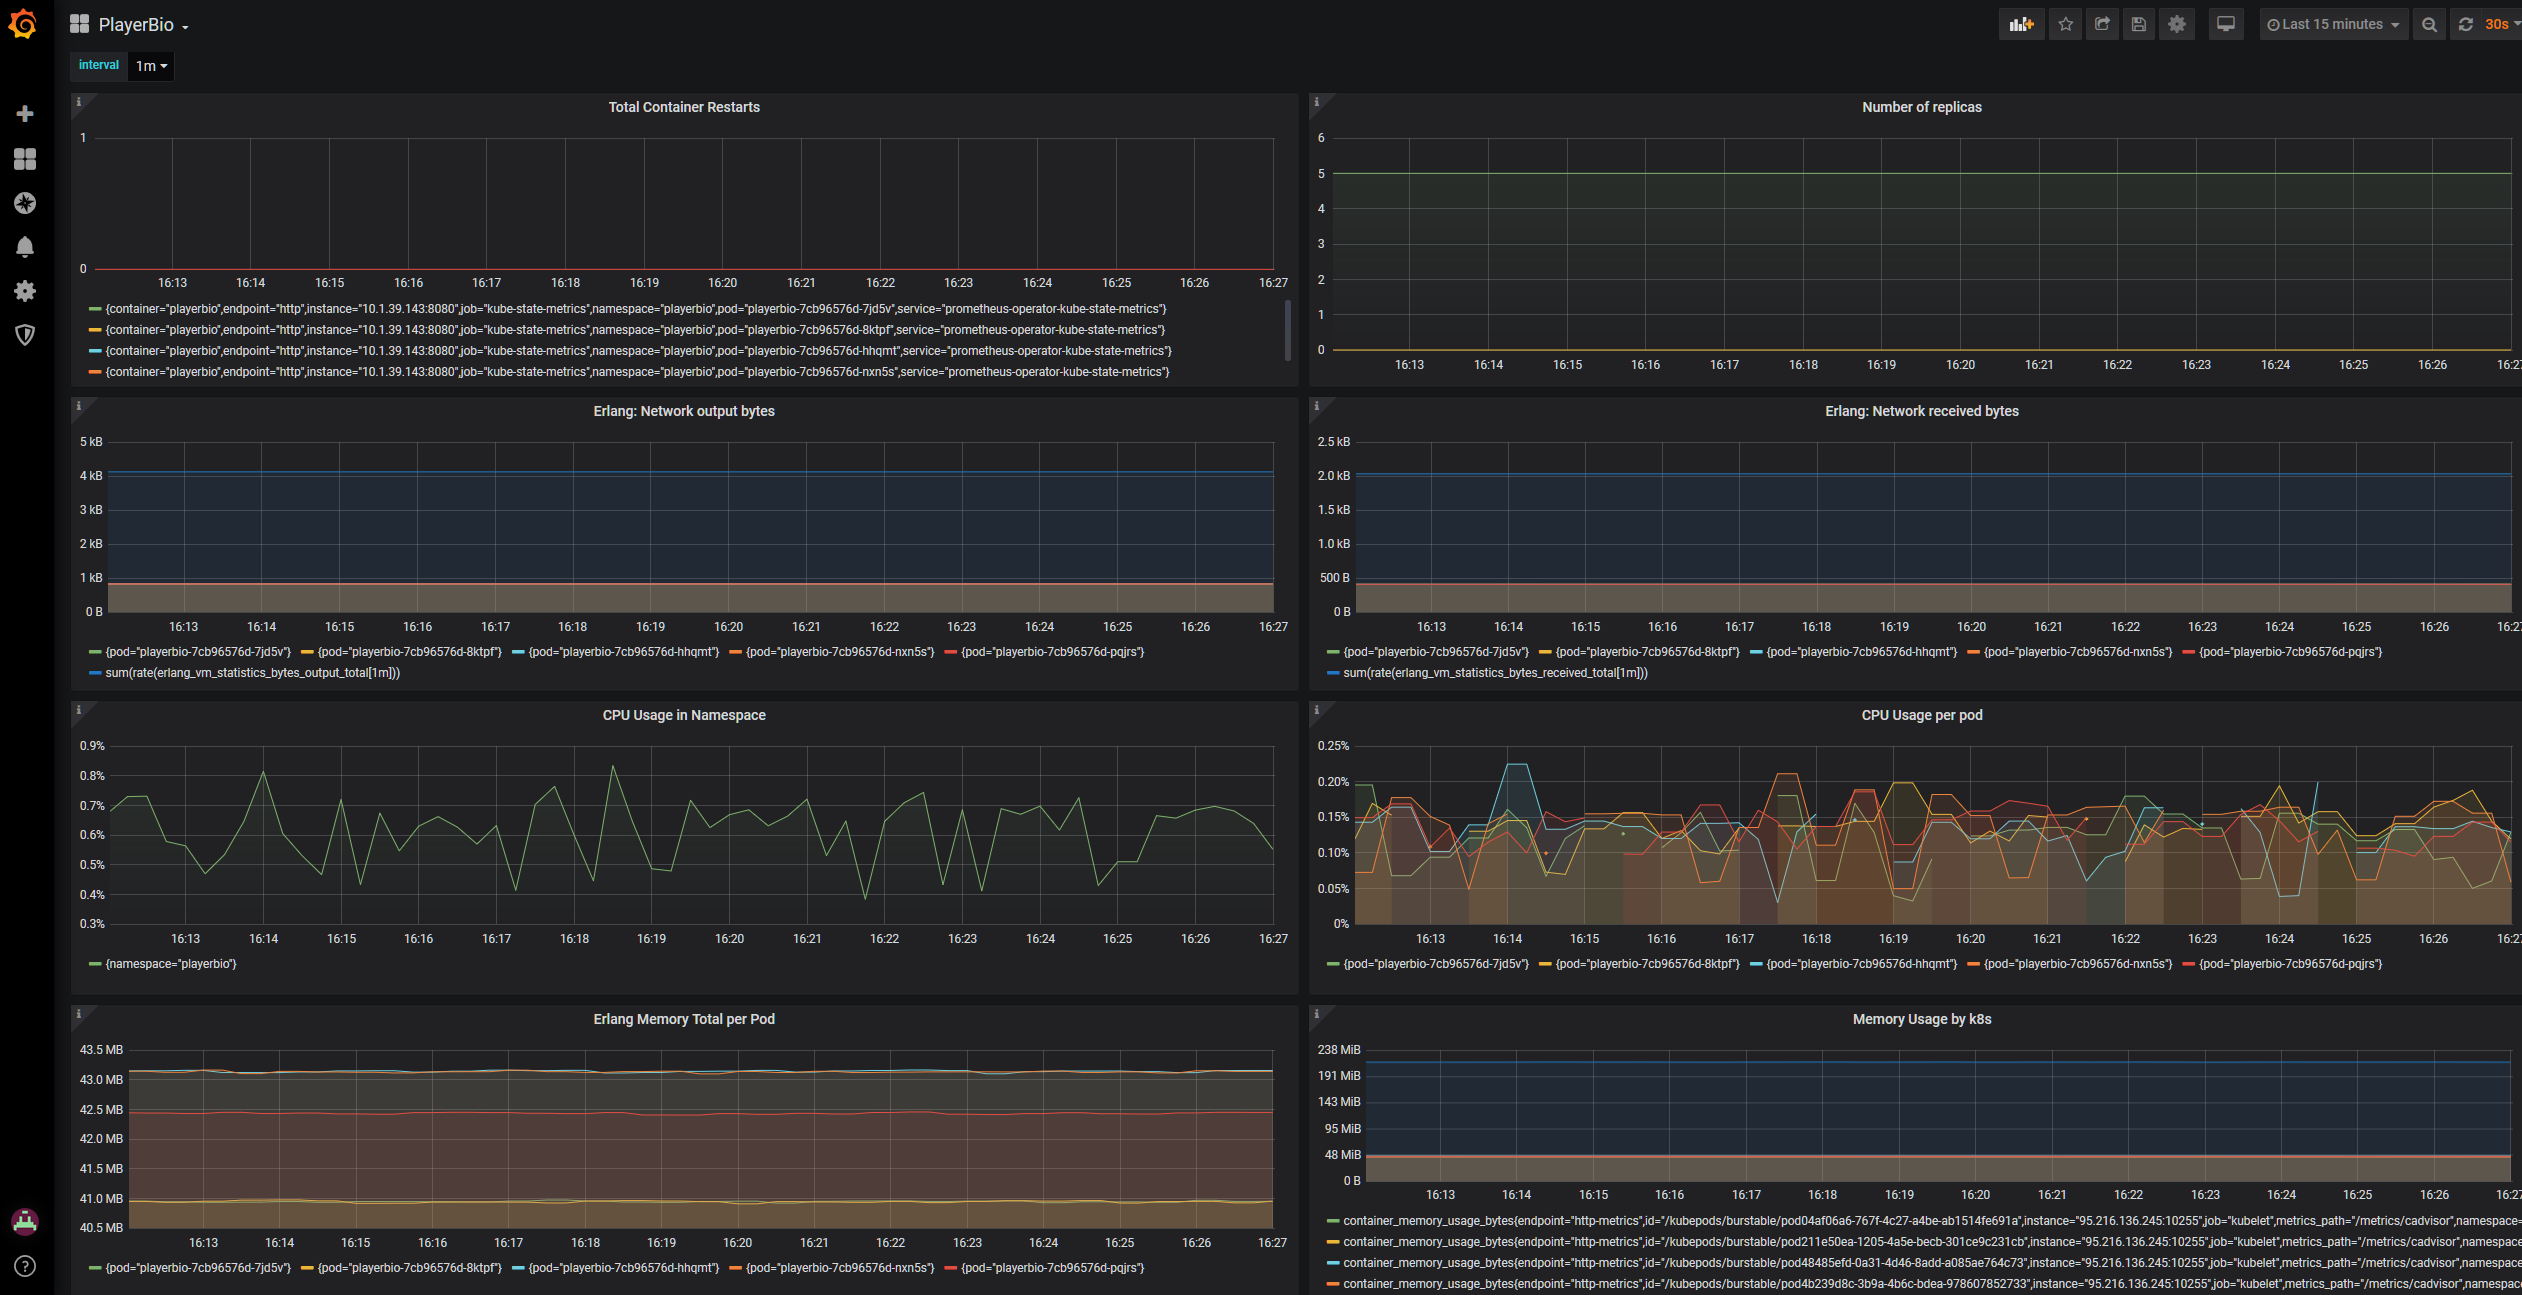 PlayerBio
Last 15 minutes
30s
interval
1m
Total Container Restarts
1
0
16:13 16:14 16:15 16:16 16:17 16:18 16:19 16:20 16:21 16:22 16:23 16:24 16:25 16:26 16:27
{container="playerbio",endpoint="http",instance="10.1.39.143:8080",job="kube-state-metrics",namespace="playerbio",pod="playerbio-7cb96576d-7jd5v",service="prometheus-operator-kube-state-metrics"}
{container="playerbio",endpoint="http",instance="10.1.39.143:8080",job="kube-state-metrics",namespace="playerbio",pod="playerbio-7cb96576d-8ktpf",service="prometheus-operator-kube-state-metrics"}
{container="playerbio",endpoint="http",instance="10.1.39.143:8080",job="kube-state-metrics",namespace="playerbio",pod="playerbio-7cb96576d-hhqmt",service="prometheus-operator-kube-state-metrics"}
{container="playerbio",endpoint="http",instance="10.1.39.143:8080",job="kube-state-metrics",namespace="playerbio",pod="playerbio-7cb96576d-nxn5s",service="prometheus-operator-kube-state-metrics"}
Number of replicas
6
5
4
3
2
1
0
16:13 16:14 16:15 16:16 16:17 16:18 16:19 16:20 16:21 16:22 16:23 16:24 16:25 16:26 16:27
Erlang: Network output bytes
5 kB
4 kB
3 kB
2 kB
1 kB
0 B
16:13 16:14 16:15 16:16 16:17 16:18 16:19 16:20 16:21 16:22 16:23 16:24 16:25 16:26 16:27
{pod="playerbio-7cb96576d-7jd5v"} {pod="playerbio-7cb96576d-8ktpf"} {pod="playerbio-7cb96576d-hhqmt"} {pod="playerbio-7cb96576d-nxn5s"} {pod="playerbio-7cb96576d-pqjrs"}
sum(rate(erlang_vm_statistics_bytes_output_total[1m]))
Erlang: Network received bytes
2.5 kB
2.0 kB
1.5 kB
1.0 kB
500 B
0 B
16:13 16:14 16:15 16:16 16:17 16:18 16:19 16:20 16:21 16:22 16:23 16:24 16:25 16:26 16:27
{pod="playerbio-7cb96576d-7jd5v"} {pod="playerbio-7cb96576d-8ktpf"} {pod="playerbio-7cb96576d-hhqmt"} {pod="playerbio-7cb96576d-nxn5s"} {pod="playerbio-7cb96576d-pqjrs"}
sum(rate(erlang_vm_statistics_bytes_received_total[1m]))
CPU Usage in Namespace
0.9%
0.8%
0.7%
0.6%
0.5%
0.4%
0.3%
16:13 16:14 16:15 16:16 16:17 16:18 16:19 16:20 16:21 16:22 16:23 16:24 16:25 16:26 16:27
{namespace="playerbio"}
CPU Usage per pod
0.25%
0.20%
0.15%
0.10%
0.05%
0%
16:13 16:14 16:15 16:16 16:17 16:18 16:19 16:20 16:21 16:22 16:23 16:24 16:25 16:26 16:27
{pod="playerbio-7cb96576d-7jd5v"} {pod="playerbio-7cb96576d-8ktpf"} {pod="playerbio-7cb96576d-hhqmt"} {pod="playerbio-7cb96576d-nxn5s"} {pod="playerbio-7cb96576d-pqjrs"}
Erlang Memory Total per Pod
43.5 MB
43.0 MB
42.5 MB
42.0 MB
41.5 MB
41.0 MB
40.5 MB
16:13 16:14 16:15 16:16 16:17 16:18 16:19 16:20 16:21 16:22 16:23 16:24 16:25 16:26 16:27
{pod="playerbio-7cb96576d-7jd5v"} {pod="playerbio-7cb96576d-8ktpf"} {pod="playerbio-7cb96576d-hhqmt"} {pod="playerbio-7cb96576d-nxn5s"} {pod="playerbio-7cb96576d-pqjrs"}
Memory Usage by k8s
238 MiB
191 MiB
143 MiB
95 MiB
48 MiB
0 B
16:13 16:14 16:15 16:16 16:17 16:18 16:19 16:20 16:21 16:22 16:23 16:24 16:25 16:26 16:27
container_memory_usage_bytes{endpoint="http-metrics",id="/kubepods/burstable/pod04af06a6-767f-4c27-a4be-ab1514fe691a",instance="95.216.136.245:10255",job="kubelet",metrics_path="/metrics/cadvisor",namespace=
container_memory_usage_bytes{endpoint="http-metrics",id="/kubepods/burstable/pod211e50ea-1205-4a5e-becb-301ce9c231cb",instance="95.216.136.245:10255",job="kubelet",metrics_path="/metrics/cadvisor",namespace
container_memory_usage_bytes{endpoint="http-metrics",id="/kubepods/burstable/pod48485efd-0a31-4d46-8add-a085ae764c73",instance="95.216.136.245:10255",job="kubelet",metrics_path="/metrics/cadvisor",namespace
container_memory_usage_bytes{endpoint="http-metrics",id="/kubepods/burstable/pod4b239d8c-3b9a-4b6c-bdea-978607852733",instance="95.216.136.245:10255",job="kubelet",metrics_path="/metrics/cadvisor",namespace